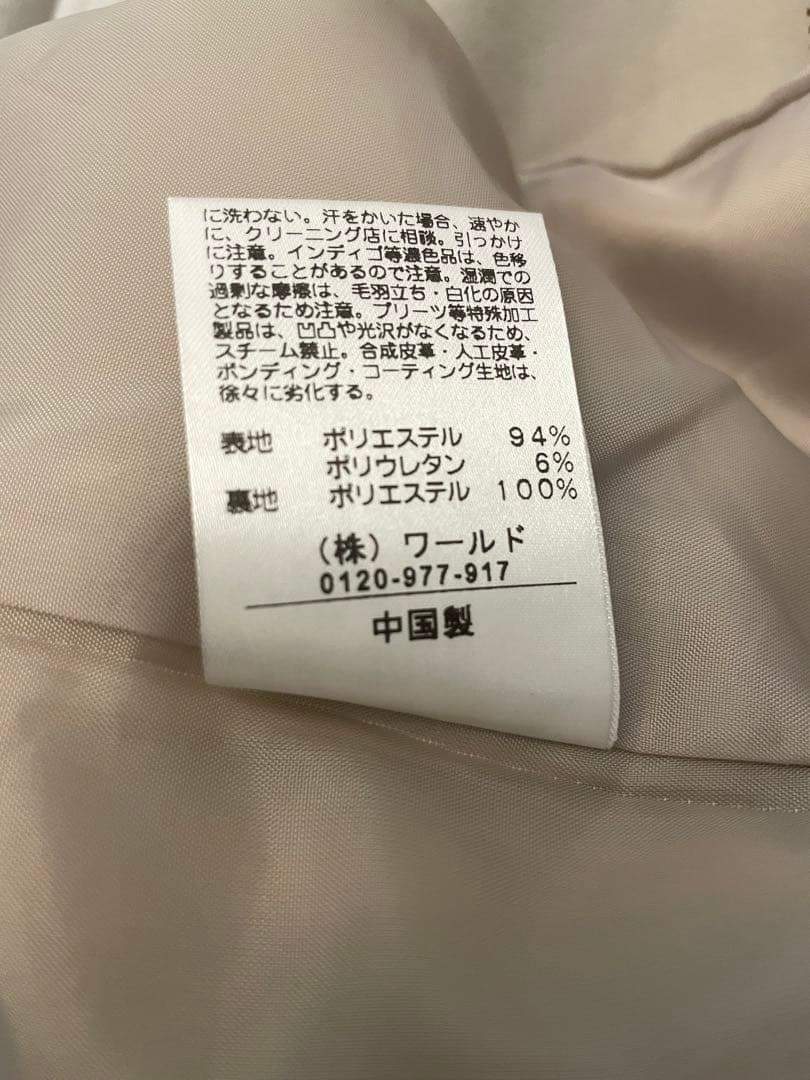 に洗わない。汗をかいた場合、速やか
に、クリーニング店に相談。引っかけ
に注意。インディゴ等濃色品は、色移
りすることがあるので注意。湿潤での
過剰な摩擦は、毛羽立ち・白化の原因
となるため注意。プリーツ等特殊加工
製品は、凹凸や光沢がなくなるため、
スチーム禁止。合成皮革・人工皮革・
ボンディング・コーティング生地は、
徐々に劣化する。
表地 ポリエステル 94%
ポリウレタン 6%
裏地 ポリエステル 100%
(株) ワールド
0120-977-917
中国製